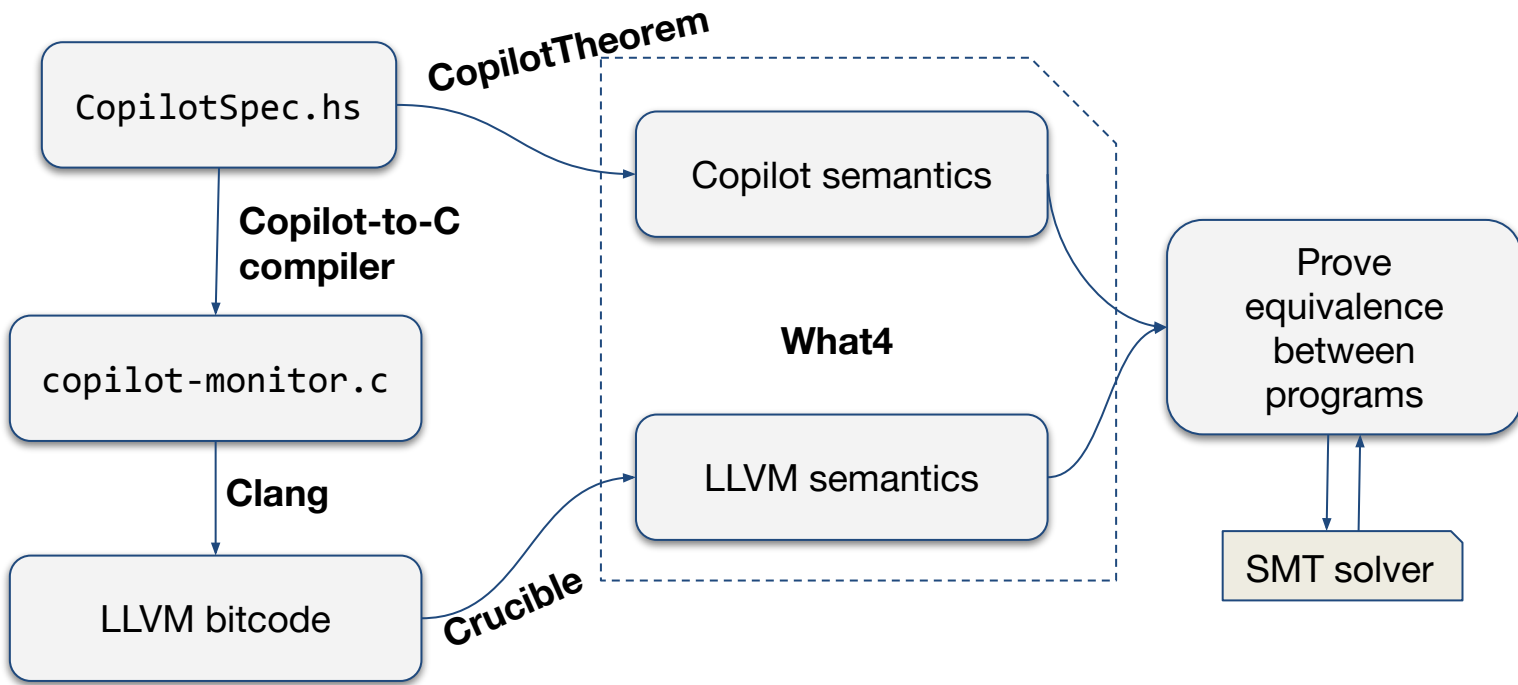 CopilotTheorem
CopilotSpec.hs
Copilot semantics
Copilot-to-C
compiler
Prove
equivalence
between
programs
What4
copilot-monitor.c
LLVM semantics
Clang
SMT solver
LLVM bitcode
Crucible